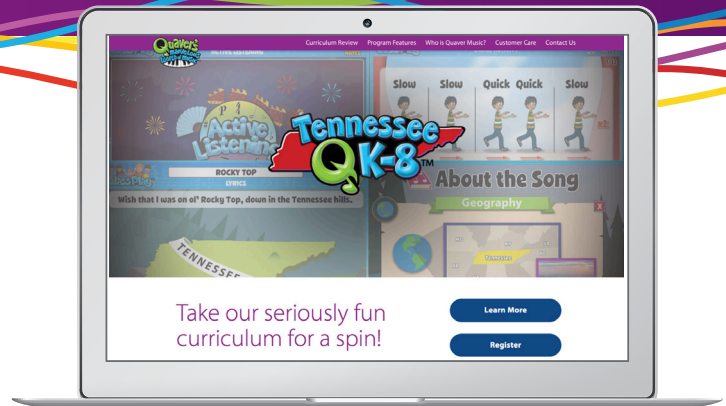 Quaver's
Marvelous
World of Music
Curriculum Review Program Features Who is Quaver Music? Customer Care Contact Us
ACTIVE LISTENING
P
Active
Listening
Slow Slow Quick Quick Slow
Tennessee
QK-8™
ROCKY TOP
LYRICS
Wish that I was on ol' Rocky Top, down in the Tennessee hills.
About the Song
Geography
Tennessee
TENNESSEE
Take our seriously fun
curriculum for a spin!
Learn More
Register